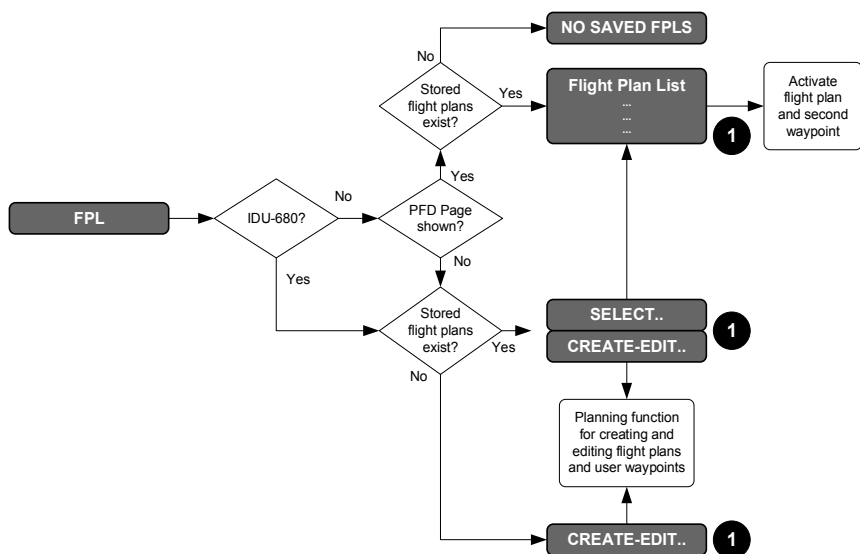 NO SAVED FPLS
No
Stored
flight plans
exist?
Yes
Flight Plan List
...
...
...
1
Activate
flight plan
and second
waypoint
Yes
FPL
IDU-680?
No
PFD Page
shown?
Yes
No
Stored
flight plans
exist?
Yes
No
SELECT..
CREATE-EDIT..
1
Planning function
for creating and
editing flight plans
and user waypoints
CREATE-EDIT..
1